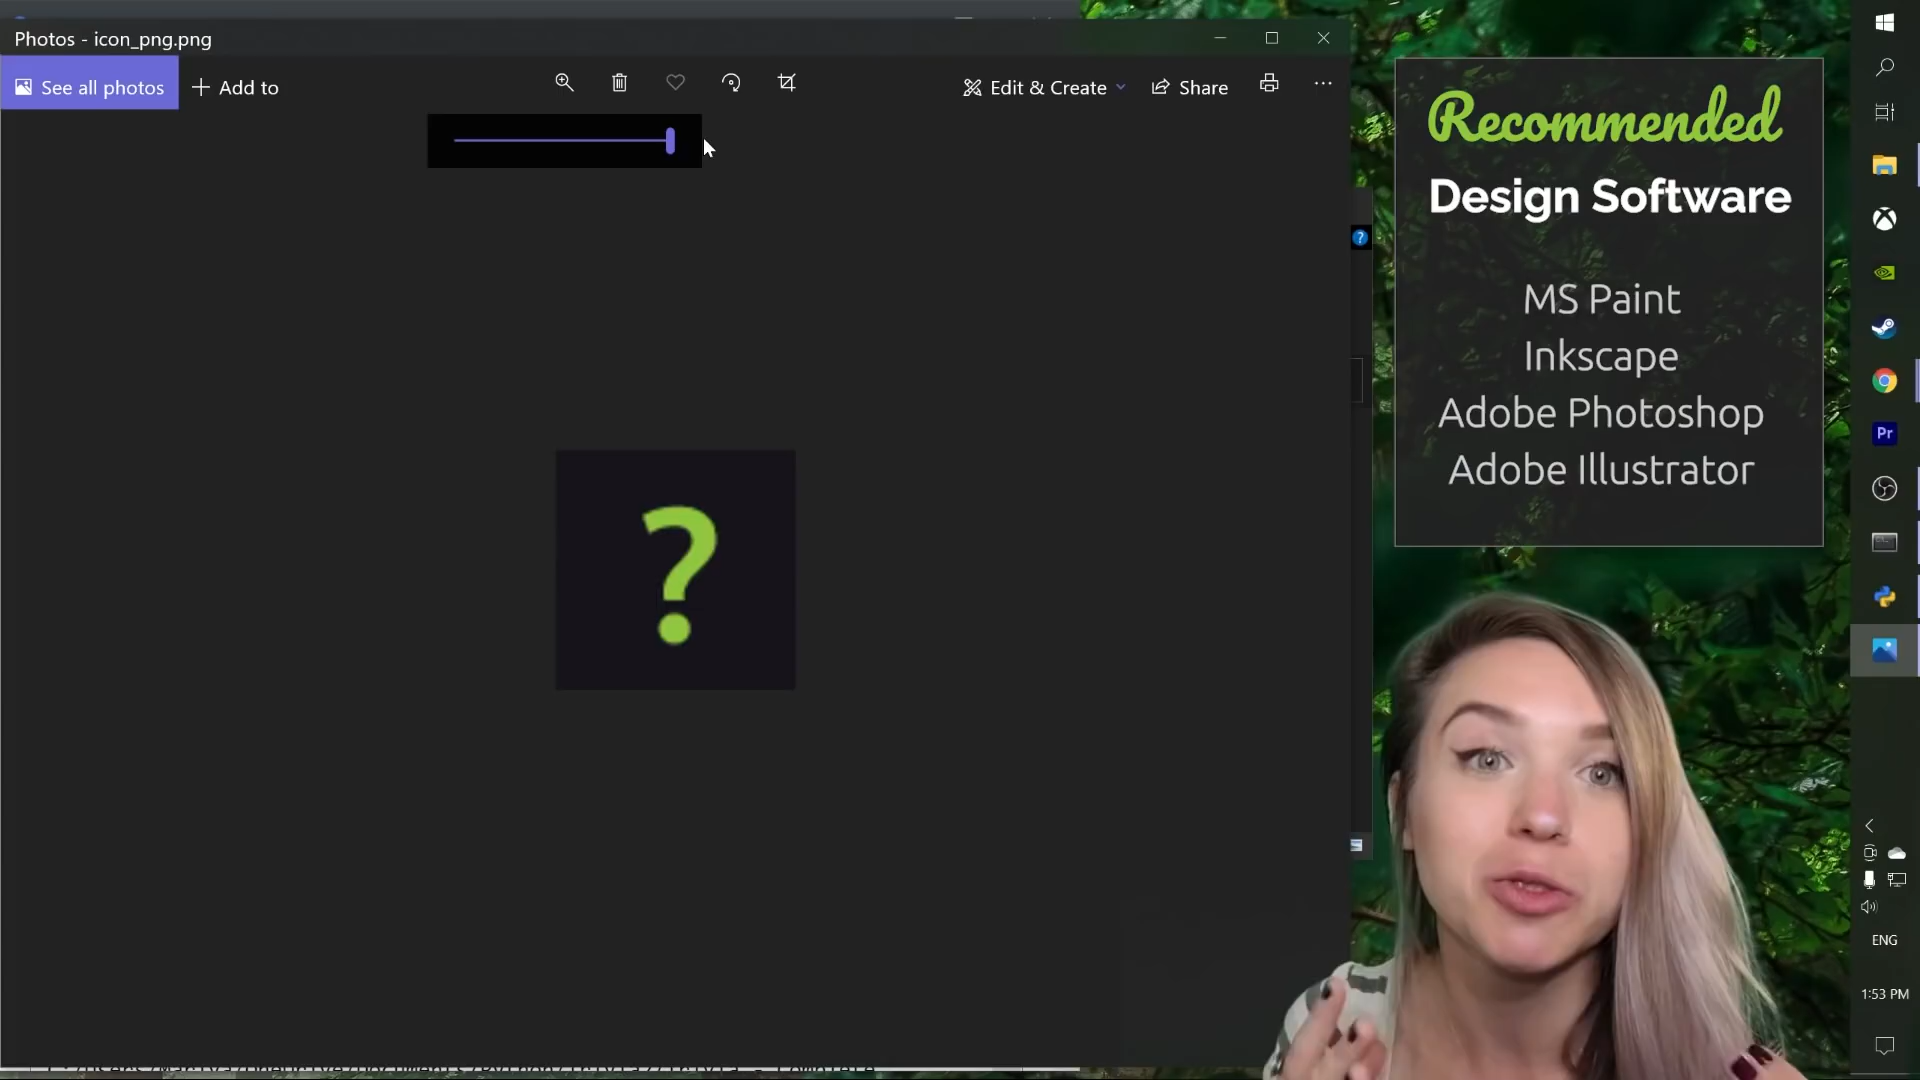 Photos - icon_png.png
See all photos
Add to
Edit & Create
Share
?
?
Recommended
Design Software
MS Paint
Inkscape
Adobe Photoshop
Adobe Illustrator
Pr
ENG
1:53 PM